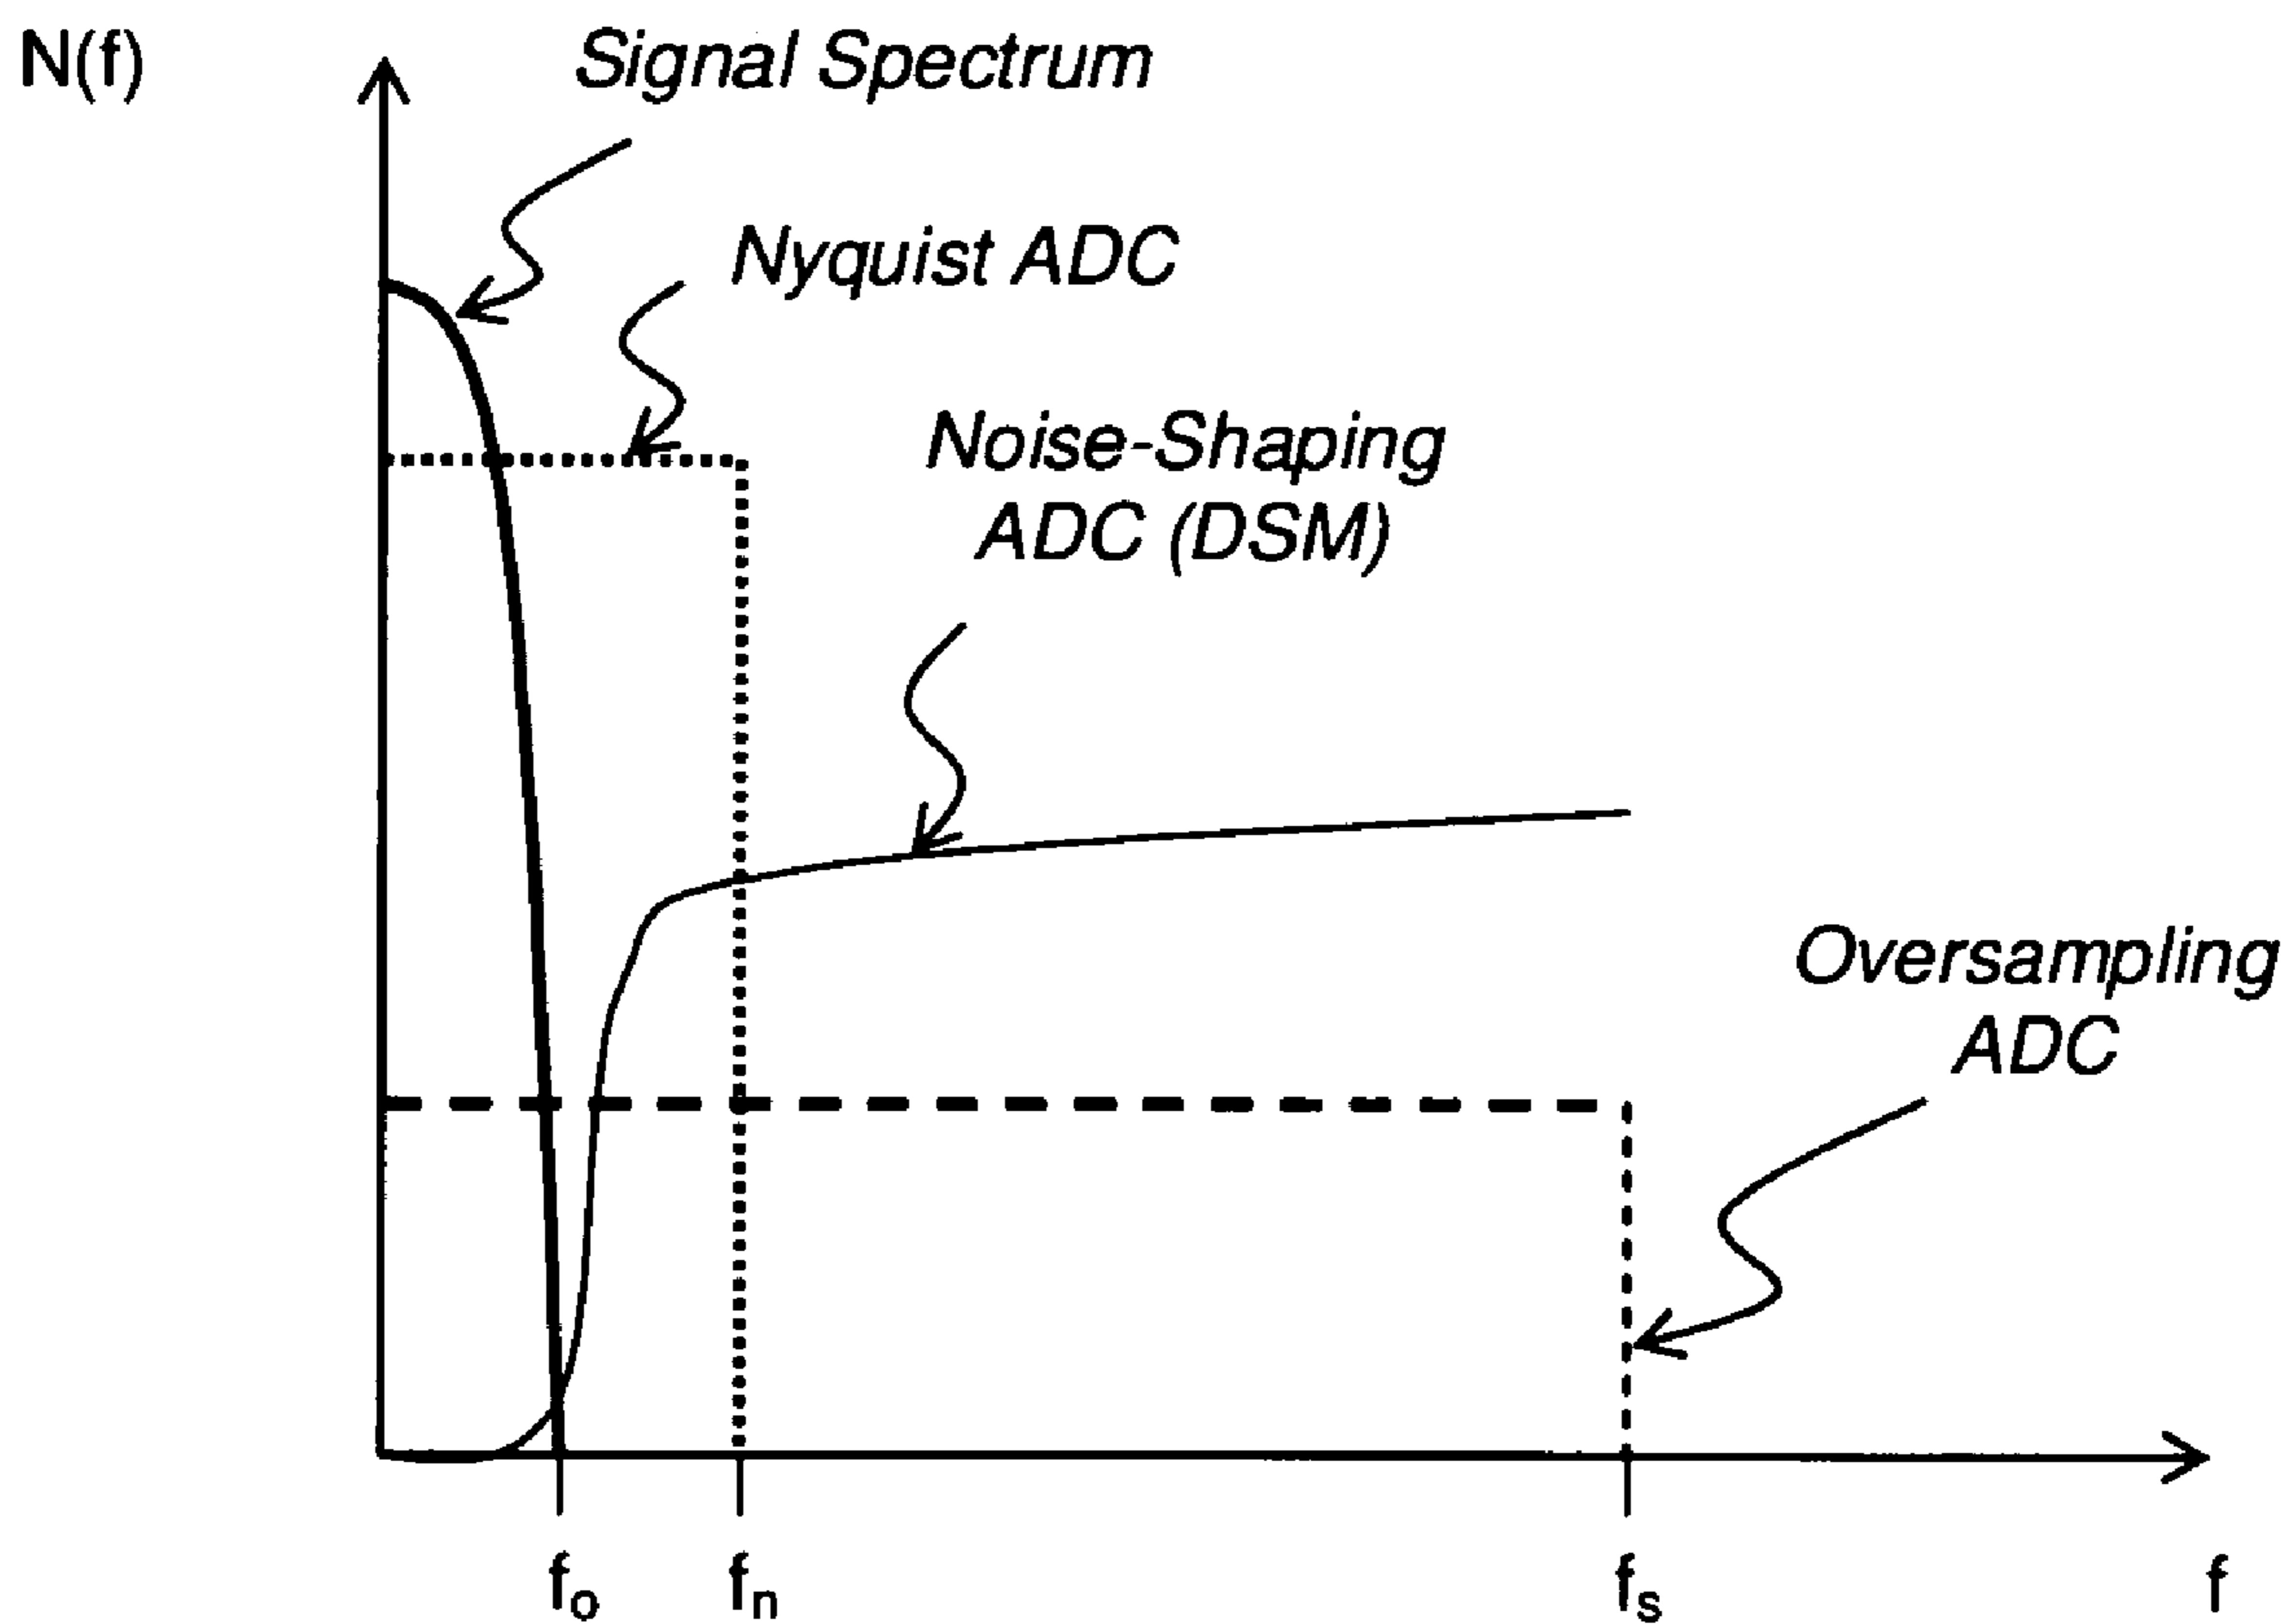 N(f)
Signal Spectrum
Nyquist ADC
Noise-Shaping
ADC (DSM)
Oversampling
ADC
fo
fn
fs
f